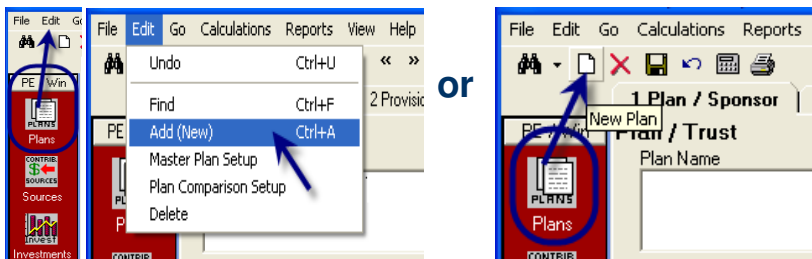 File Edit
PE / Win
PLANS
Plans
CONTRIB.
SOURCES
Sources
Invest
Investments
File Edit Go Calculations Reports View Help
Undo Ctrl+U
« »
Find Ctrl+F
2 Provisio
Add (New) Ctrl+A
PE
Master Plan Setup
Plan Comparison Setup
Delete
P
CONTRIB
or
File Edit Go Calculations Reports
1 Plan / Sponsor
New Plan
PE / Win
Plan / Trust
Plan Name
PLANS
Plans
CONTRIB